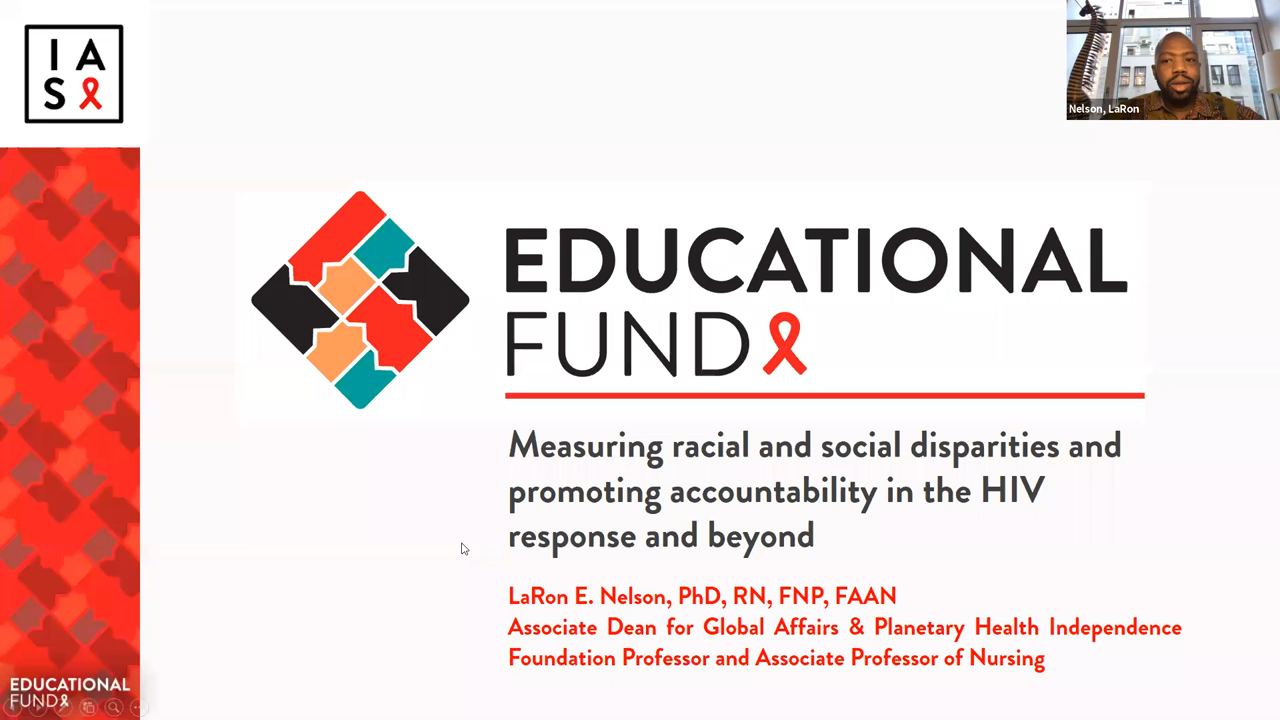 IA
S
Nelson, LaRon
EDUCATIONAL
FUND
Measuring racial and social disparities and
promoting accountability in the HIV
response and beyond
LaRon E. Nelson, PhD, RN, FNP, FAAN
Associate Dean for Global Affairs & Planetary Health Independence
Foundation Professor and Associate Professor of Nursing
EDUCATIONAL
FUND